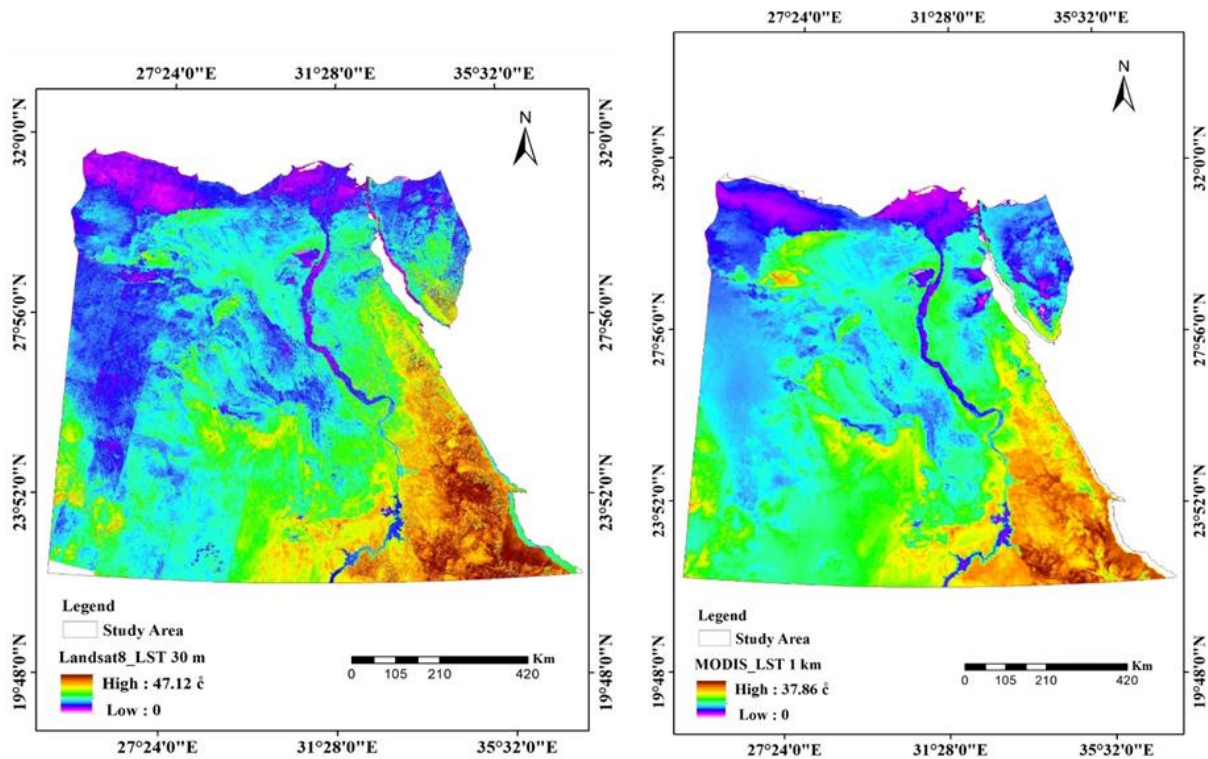 27°24'0"E 31°28'0"E 35°32'0"E
N
32°0'0"N
27°56'0"N
23°52'0"N
19°48'0"N
32°0'0"N
27°56'0"N
23°52'0"N
19°48'0"N
Legend
Study Area
Landsat8_LST 30 m
High : 47.12 c̊
Low : 0
Km
0 105 210 420
27°24'0"E 31°28'0"E 35°32'0"E
27°24'0"E 31°28'0"E 35°32'0"E
N
32°0'0"N
27°56'0"N
23°52'0"N
19°48'0"N
32°0'0"N
27°56'0"N
23°52'0"N
19°48'0"N
Legend
Study Area
MODIS_LST 1 km
High : 37.86 c̊
Low : 0
Km
0 105 210 420
27°24'0"E 31°28'0"E 35°32'0"E